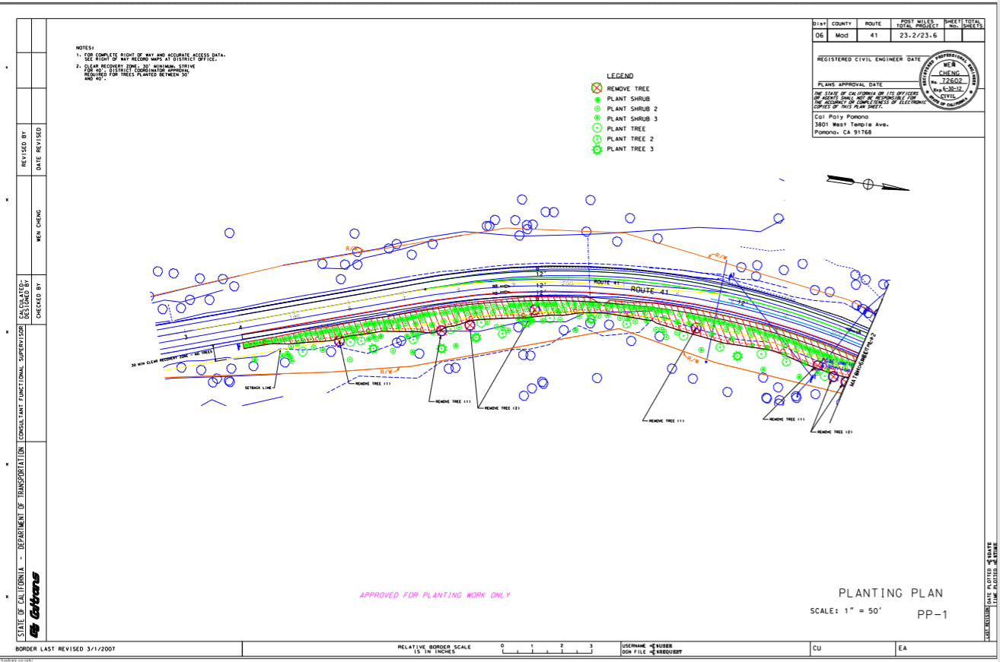 NOTES:
1. FOR COMPLETE RIGHT OF WAY AND ACCURATE ACCESS DATA,
SEE RIGHT OF WAY RECORD MAPS AT DISTRICT OFFICE.
2. CLEAR RECOVERY ZONE, 30' MINIMUM, STRIVE
FOR 40'. DISTRICT COORDINATOR APPROVAL
REQUIRED FOR TREES PLANTED BETWEEN 30'
AND 40'.
LEGEND
REMOVE TREE
PLANT SHRUB
PLANT SHRUB 2
PLANT SHRUB 3
PLANT TREE
PLANT TREE 2
PLANT TREE 3
Dist COUNTY ROUTE POST MILES TOTAL PROJECT SHEET No. TOTAL SHEETS
06 Mad 41 23.2/23.6
REGISTERED CIVIL ENGINEER DATE
PLANS APPROVAL DATE
THE STATE OF CALIFORNIA OR ITS OFFICERS
OR AGENTS SHALL NOT BE RESPONSIBLE FOR
THE ACCURACY OR COMPLETENESS OF ELECTRONIC
COPIES OF THIS PLAN SHEET.
REGISTERED PROFESSIONAL ENGINEER
CHENG
No. 72602
Exp. 6-30-12
CIVIL
STATE OF CALIFORNIA
Cal Poly Pomona
3801 West Temple Ave.
Pomona, CA 91768
REVISED BY
DATE REVISED
WEN CHENG
CALCULATED-
DESIGNED BY
CHECKED BY
CONSULTANT FUNCTIONAL SUPERVISOR
STATE OF CALIFORNIA - DEPARTMENT OF TRANSPORTATION
Caltrans
R/W
R/W
12'
12'
12'
ROUTE 41
ROUTE 41
NB
NB
12'
3
4
30 MIN CLEAR RECOVERY ZONE - NO TREES
R/W
R/W
SETBACK LINE
REMOVE TREE (1)
REMOVE TREE (1)
REMOVE TREE (2)
REMOVE TREE (1)
REMOVE TREE (1)
REMOVE TREE (2)
APPROVED FOR PLANTING WORK ONLY
PLANTING PLAN
SCALE: 1" = 50'
PP-1
LAST REVISION
DATE PLOTTED
TIME PLOTTED
BORDER LAST REVISED 3/1/2007
RELATIVE BORDER SCALE
IS IN INCHES
0 1 2 3
USERNAME => $USER
DGN FILE => $REQUEST
CU
EA